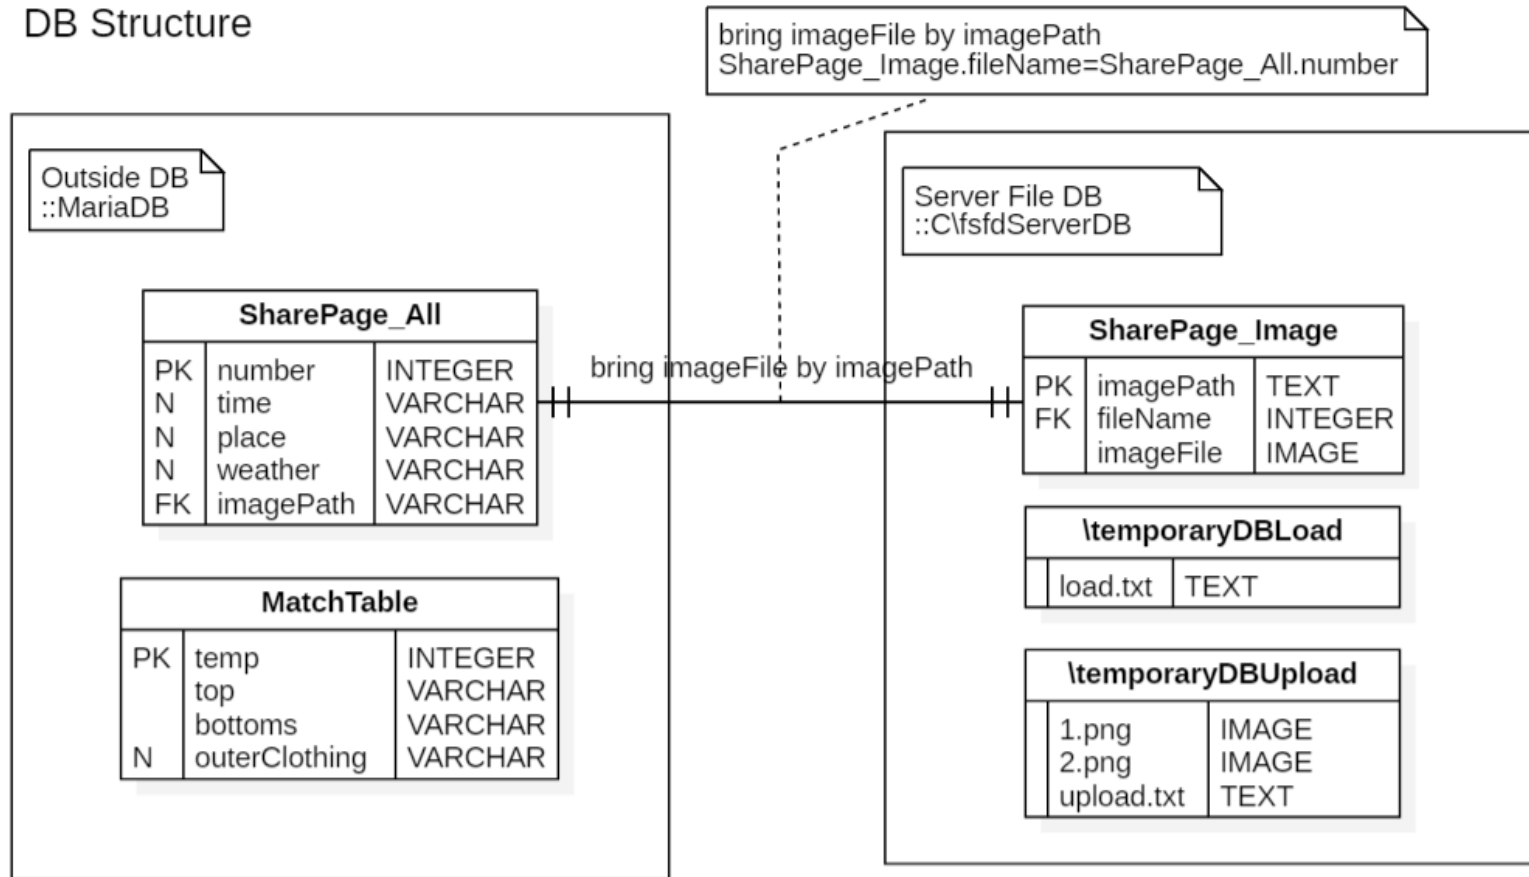 DB Structure
bring imageFile by imagePath
SharePage_Image.fileName=SharePage_All.number
Outside DB
::MariaDB
SharePage_All
PK number INTEGER
N time VARCHAR
N place VARCHAR
N weather VARCHAR
FK imagePath VARCHAR
MatchTable
PK temp INTEGER
top VARCHAR
bottoms VARCHAR
N outerClothing VARCHAR
bring imageFile by imagePath
Server File DB
::C\fsfdServerDB
SharePage_Image
PK imagePath TEXT
FK fileName INTEGER
imageFile IMAGE
\temporaryDBLoad
load.txt TEXT
\temporaryDBUpload
1.png IMAGE
2.png IMAGE
upload.txt TEXT